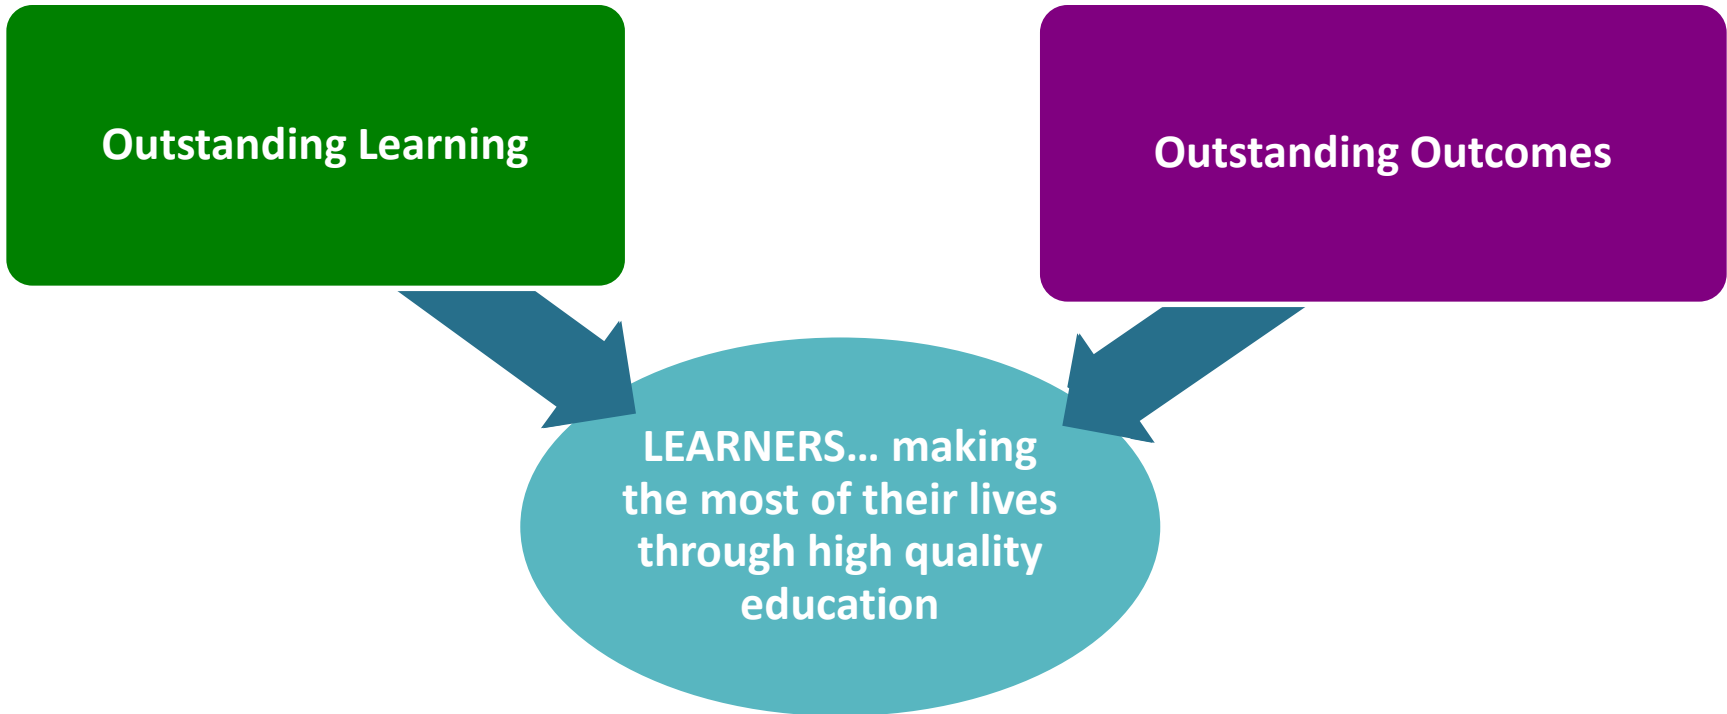 Outstanding Learning
Outstanding Outcomes
LEARNERS... making
the most of their lives
through high quality
education